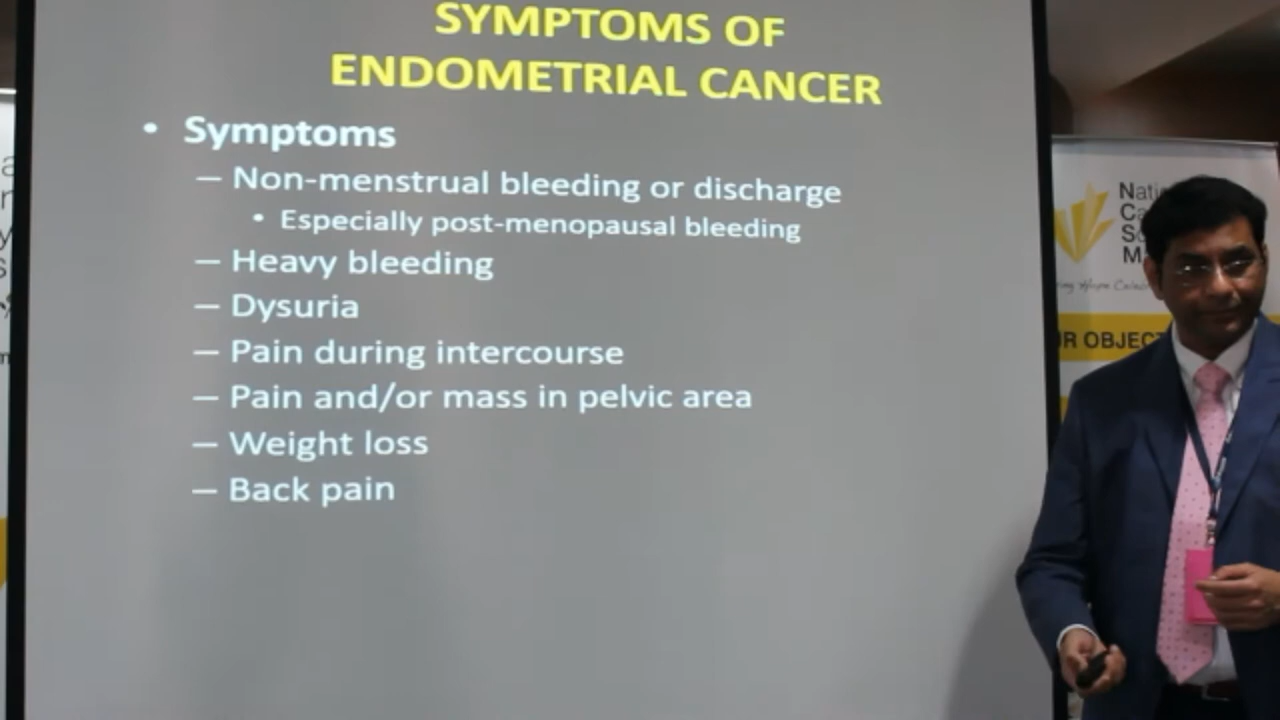 SYMPTOMS OF
ENDOMETRIAL CANCER
• Symptoms
– Non-menstrual bleeding or discharge
• Especially post-menopausal bleeding
– Heavy bleeding
– Dysuria
– Pain during intercourse
– Pain and/or mass in pelvic area
– Weight loss
– Back pain